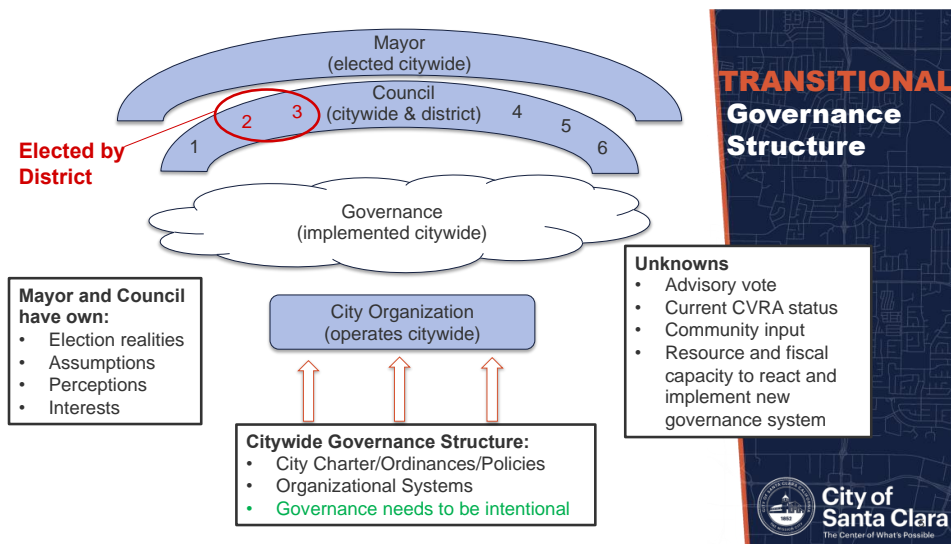 Mayor
(elected citywide)
Council
(citywide & district)
1
2
3
4
5
6
Elected by
District
Governance
(implemented citywide)
Mayor and Council
have own:
• Election realities
• Assumptions
• Perceptions
• Interests
City Organization
(operates citywide)
Citywide Governance Structure:
• City Charter/Ordinances/Policies
• Organizational Systems
• Governance needs to be intentional
Unknowns
• Advisory vote
• Current CVRA status
• Community input
• Resource and fiscal
capacity to react and
implement new
governance system
TRANSITIONAL
Governance
Structure
1852
City of
Santa Clara
The Center of What's Possible